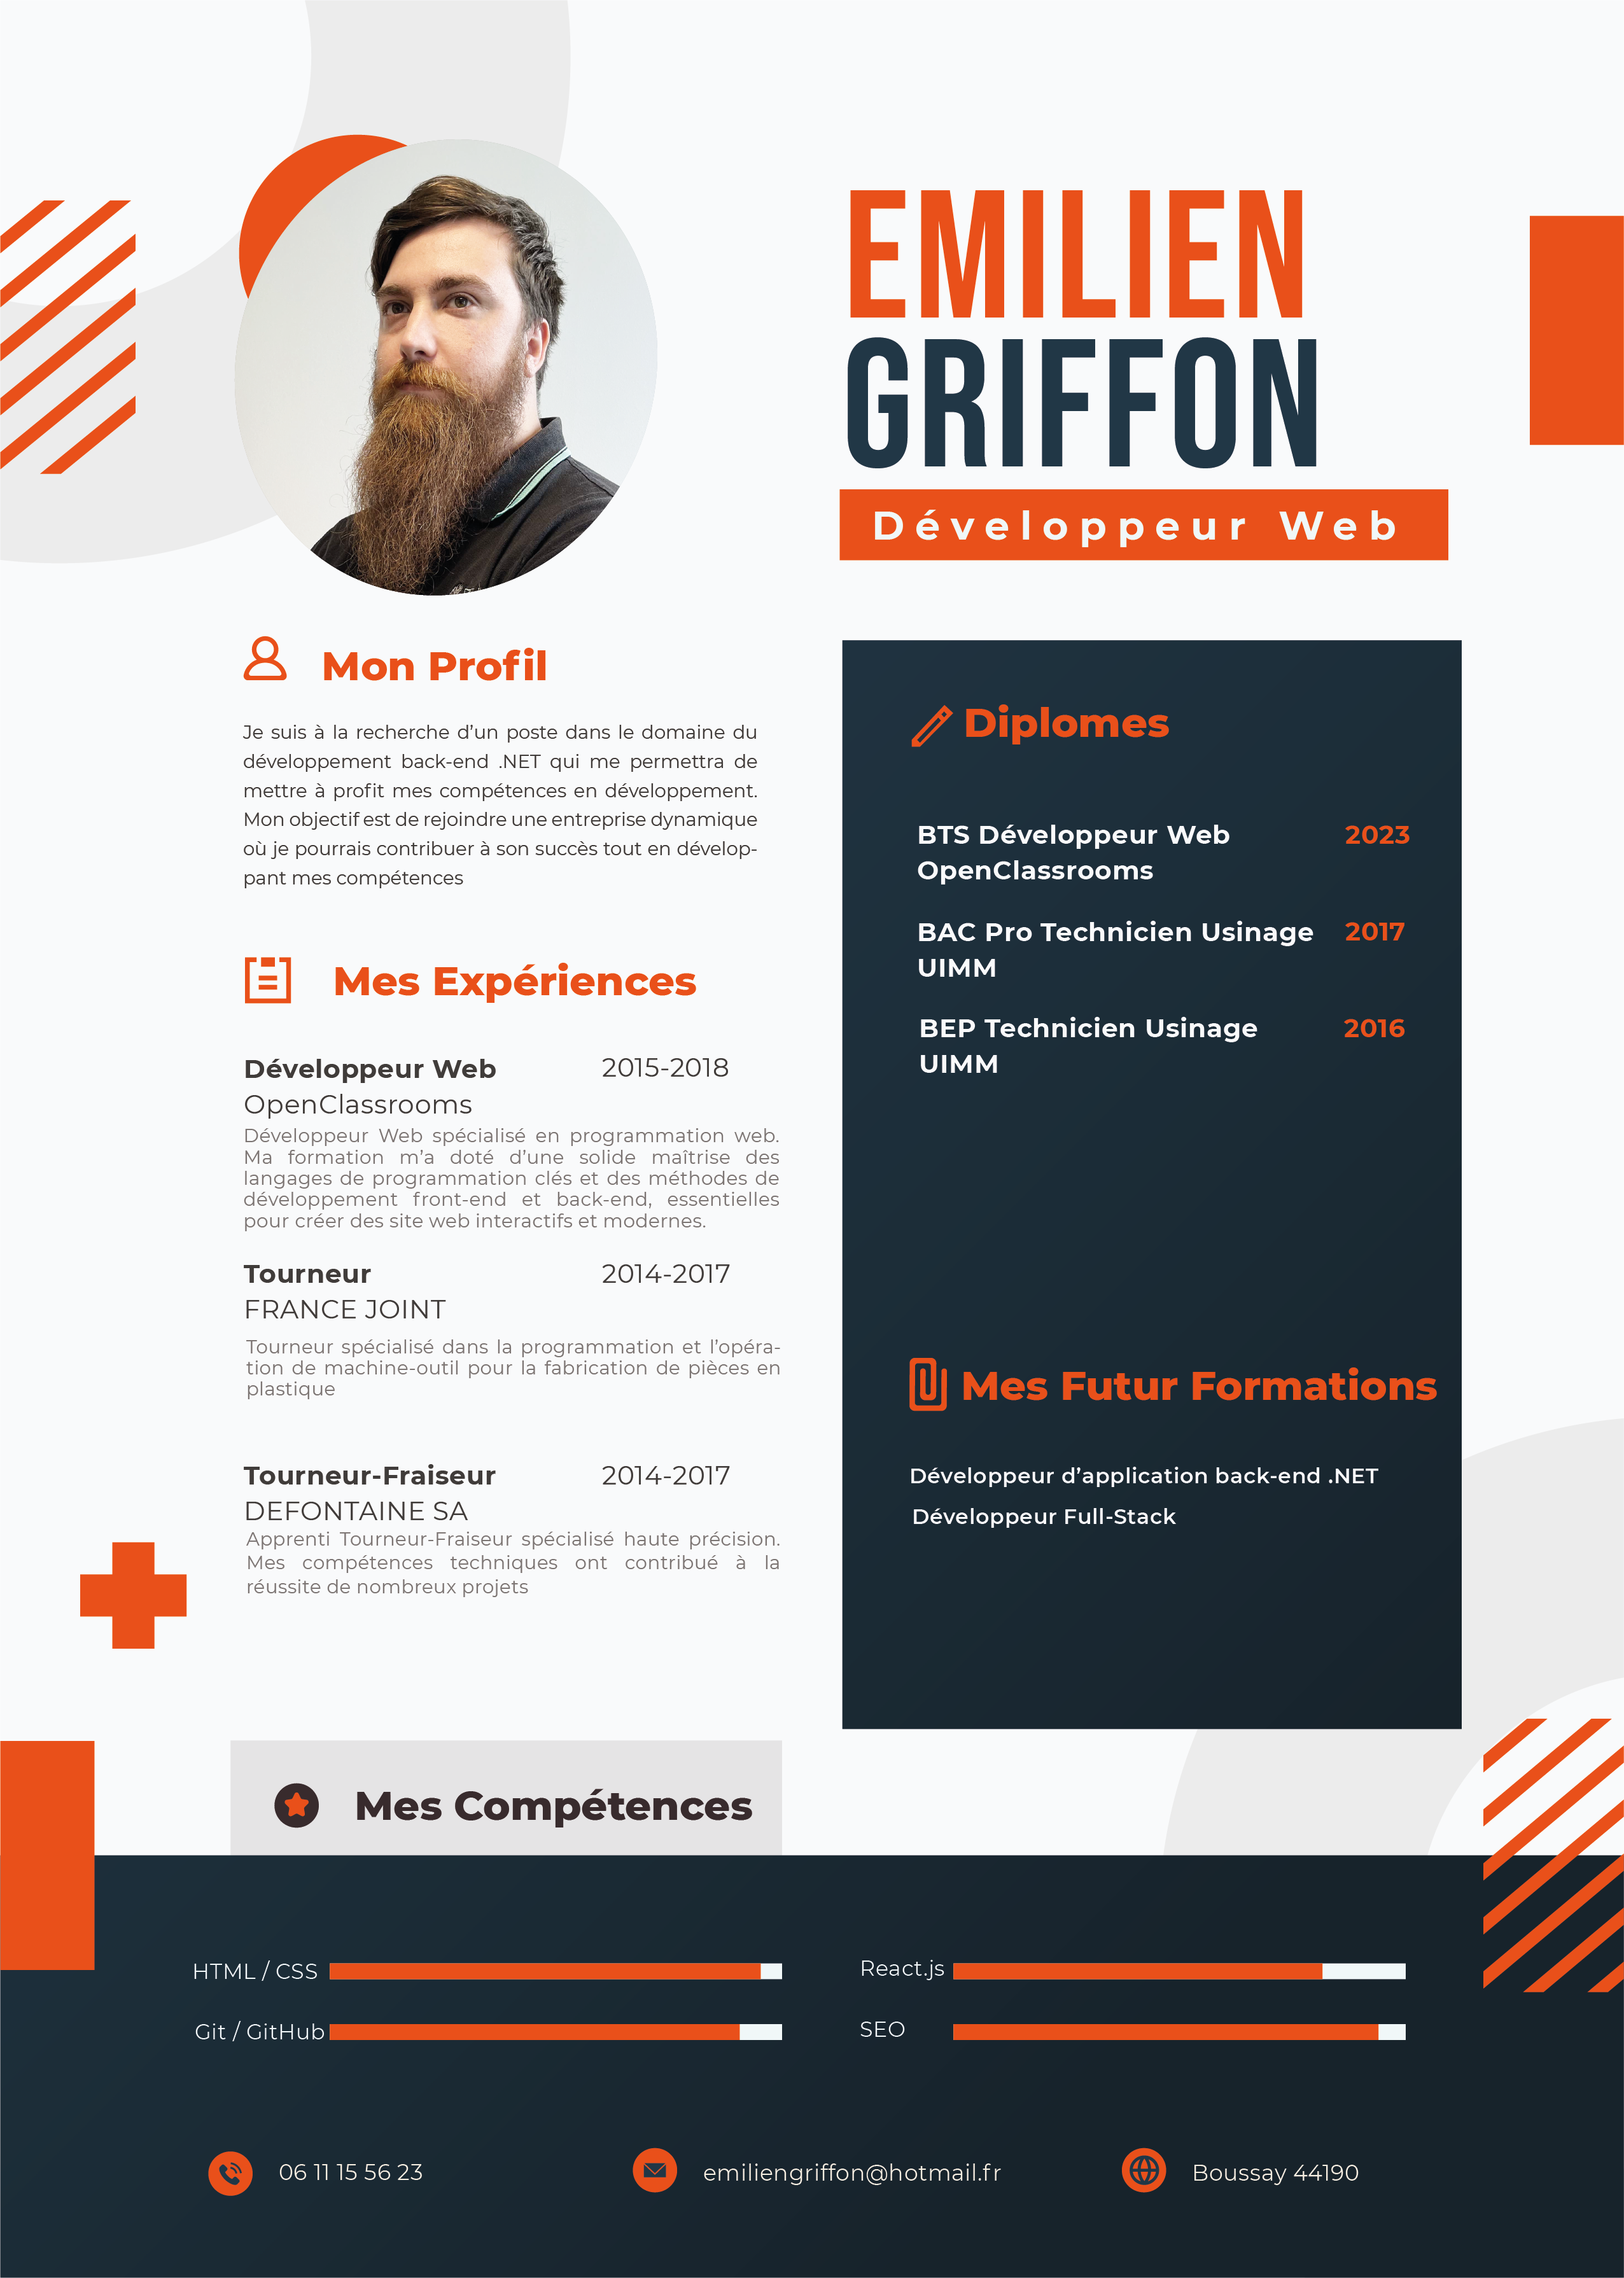 EMILIEN
GRIFFON
Développeur Web
Mon Profil
Je suis à la recherche d’un poste dans le domaine du
développement back-end .NET qui me permettra de
mettre à profit mes compétences en développement.
Mon objectif est de rejoindre une entreprise dynamique
où je pourrais contribuer à son succès tout en dévelop-
pant mes compétences
Mes Expériences
Développeur Web 2015-2018
OpenClassrooms
Développeur Web spécialisé en programmation web.
Ma formation m’a doté d’une solide maîtrise des
langages de programmation clés et des méthodes de
développement front-end et back-end, essentielles
pour créer des site web interactifs et modernes.
Tourneur 2014-2017
FRANCE JOINT
Tourneur spécialisé dans la programmation et l’opéra-
tion de machine-outil pour la fabrication de pièces en
plastique
Tourneur-Fraiseur 2014-2017
DEFONTAINE SA
Apprenti Tourneur-Fraiseur spécialisé haute précision.
Mes compétences techniques ont contribué à la
réussite de nombreux projets
Diplomes
BTS Développeur Web 2023
OpenClassrooms
BAC Pro Technicien Usinage 2017
UIMM
BEP Technicien Usinage 2016
UIMM
Mes Futur Formations
Développeur d’application back-end .NET
Développeur Full-Stack
Mes Compétences
HTML / CSS
React.js
Git / GitHub
SEO
06 11 15 56 23
emiliengriffon@hotmail.fr
Boussay 44190